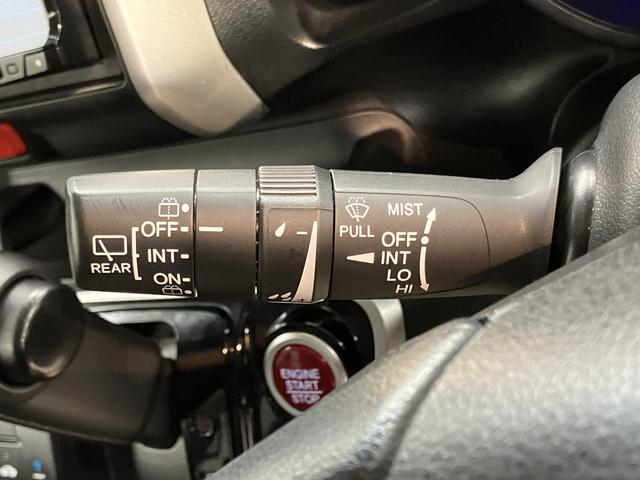 OFF
REAR
INT
ON
PULL
MIST
OFF
INT
LO
HI
ENGINE
START
STOP